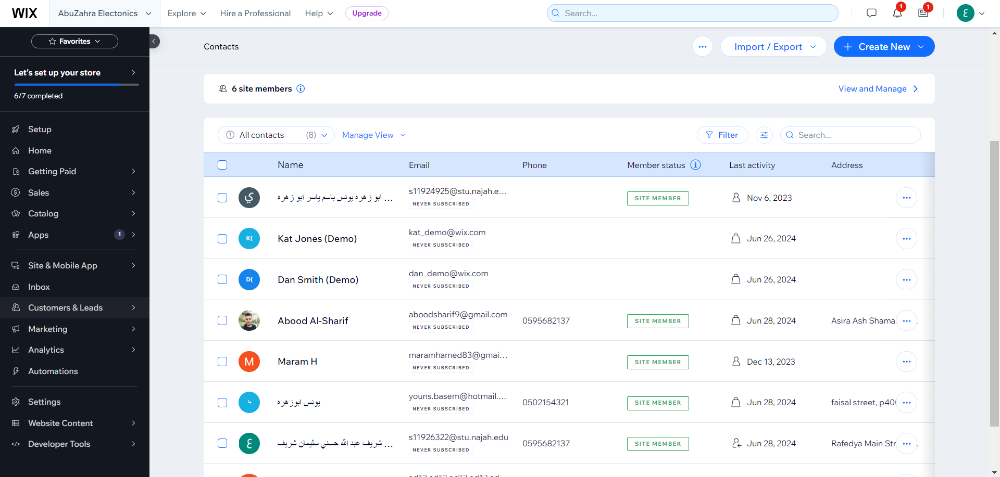 WIX
AbuZahra Electonics
Explore
Hire a Professional
Help
Upgrade
Search...
1
1
ع
Favorites
Let's set up your store
6/7 completed
Setup
Home
Getting Paid
Sales
Catalog
Apps
1
Site & Mobile App
Inbox
Customers & Leads
Marketing
Analytics
Automations
Settings
Website Content
Developer Tools
Contacts
Import / Export
Create New
6 site members
View and Manage
All contacts (8)
Manage View
Filter
Search...
Name Email Phone Member status Last activity Address
ي
ابو زهره يونس باسم ياسر ابو زهره ...
s11924925@stu.najah.e...
NEVER SUBSCRIBED
SITE MEMBER
Nov 6, 2023
K(
Kat Jones (Demo)
kat_demo@wix.com
NEVER SUBSCRIBED
Jun 26, 2024
D(
Dan Smith (Demo)
dan_demo@wix.com
NEVER SUBSCRIBED
Jun 26, 2024
Abood Al-Sharif
aboodsharif9@gmail.com
NEVER SUBSCRIBED
0595682137
SITE MEMBER
Jun 28, 2024
Asira Ash Shama
M
Maram H
maramhamed83@gmai...
NEVER SUBSCRIBED
SITE MEMBER
Dec 13, 2023
يا
يونس ابوزهره
youns.basem@hotmail....
NEVER SUBSCRIBED
0502154321
SITE MEMBER
Jun 28, 2024
faisal street, p40
ع
شريف عبد الله حسني سليمان شريف ...
s11926322@stu.najah.edu
NEVER SUBSCRIBED
0595682137
SITE MEMBER
Jun 28, 2024
Rafedya Main Str